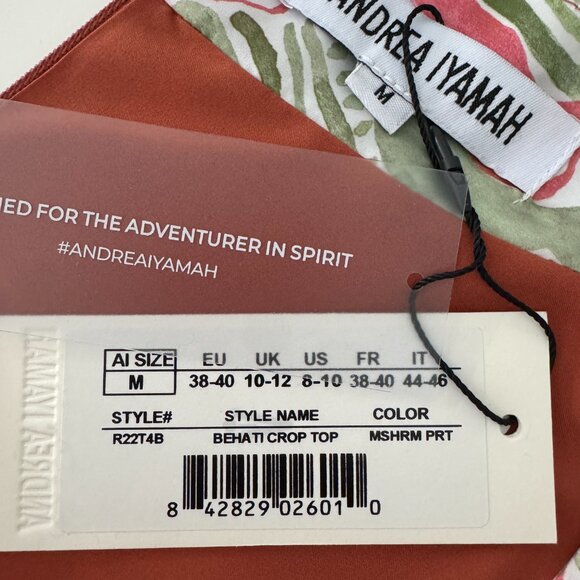 ANDREA IYAMAH
M
FOR THE ADVENTURER IN SPIRIT
#ANDREAIYAMAH
AI SIZE EU UK US FR IT
M 38-40 10-12 8-10 38-40 44-46
STYLE# STYLE NAME COLOR
R22T4B BEHATI CROP TOP MSHRM PRT
8 42829 02601 0
ANDREA IYAMAH